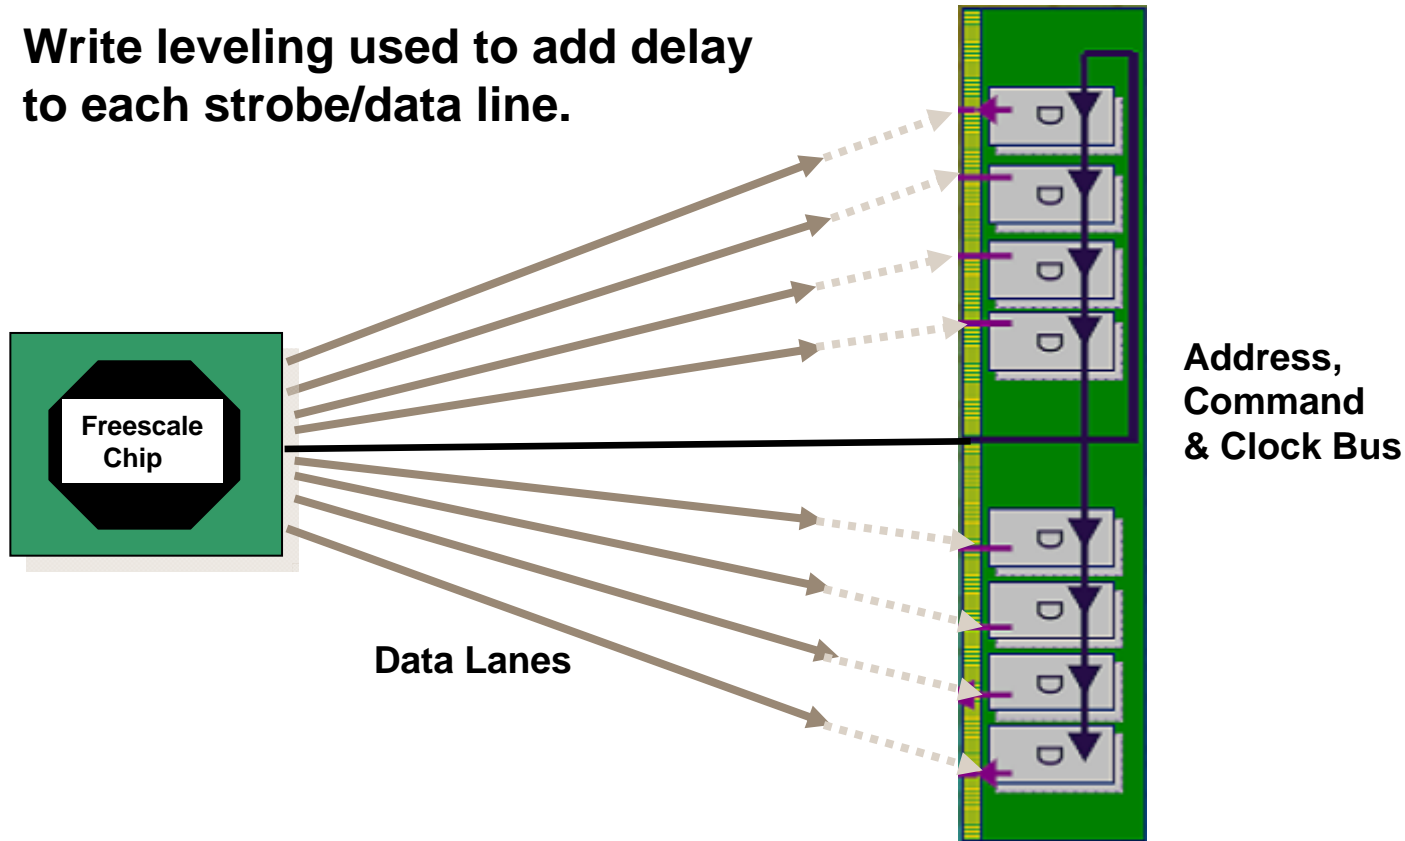 Write leveling used to add delay
to each strobe/data line.
D
D
D
D
Address,
Command
& Clock Bus
Freescale
Chip
D
D
D
D
Data Lanes